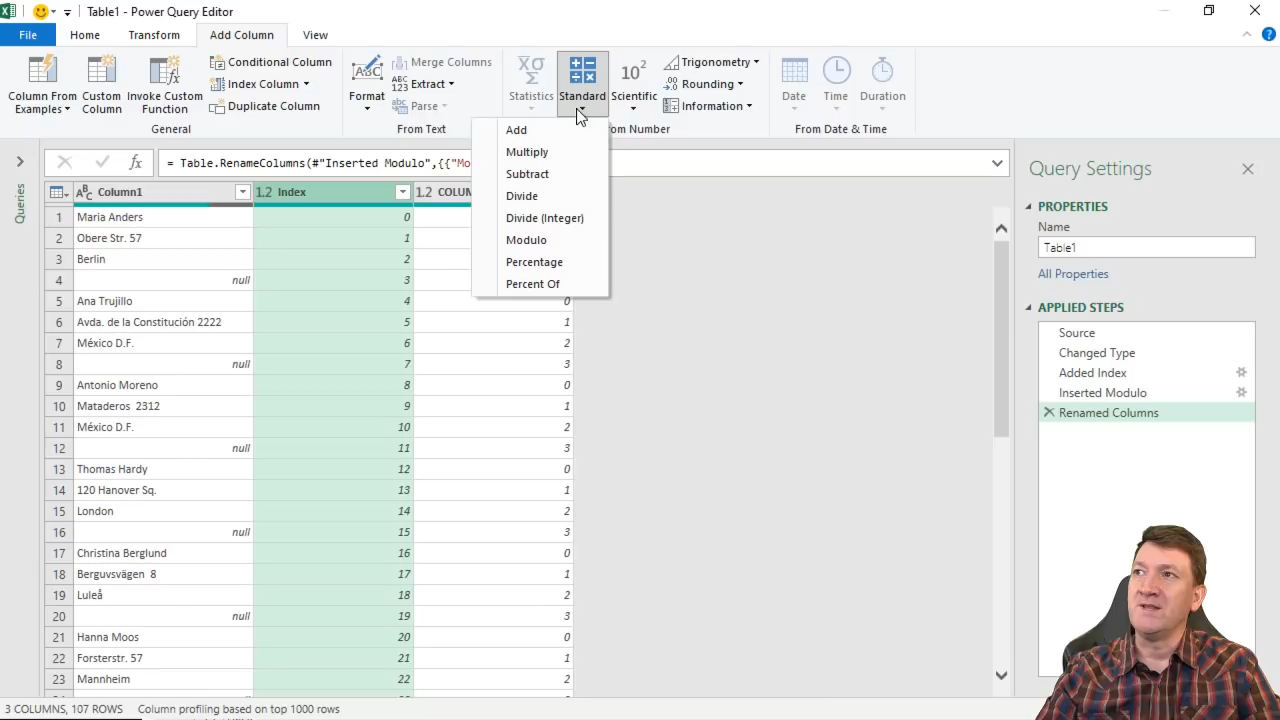 Table1 - Power Query Editor
File
Home
Transform
Add Column
View
Column From Examples
Custom Column
Invoke Custom Function
Conditional Column
Index Column
Duplicate Column
General
Format
Merge Columns
Extract
Parse
From Text
Statistics
Standard
Scientific
Trigonometry
Rounding
Information
om Number
Date
Time
Duration
From Date & Time
Add
Multiply
Subtract
Divide
Divide (Integer)
Modulo
Percentage
Percent Of
Queries
= Table.RenameColumns(#"Inserted Modulo",{{"Mo
Column1 1.2 Index 1.2 COLUM
1 Maria Anders 0
2 Obere Str. 57 1
3 Berlin 2
4 null 3
5 Ana Trujillo 4 0
6 Avda. de la Constitución 2222 5 1
7 México D.F. 6 2
8 null 7 3
9 Antonio Moreno 8 0
10 Mataderos 2312 9 1
11 México D.F. 10 2
12 null 11 3
13 Thomas Hardy 12 0
14 120 Hanover Sq. 13 1
15 London 14 2
16 null 15 3
17 Christina Berglund 16 0
18 Berguvsvägen 8 17 1
19 Luleå 18 2
20 null 19 3
21 Hanna Moos 20 0
22 Forsterstr. 57 21 1
23 Mannheim 22 2
Query Settings
PROPERTIES
Name
Table1
All Properties
APPLIED STEPS
Source
Changed Type
Added Index
Inserted Modulo
Renamed Columns
3 COLUMNS, 107 ROWS
Column profiling based on top 1000 rows